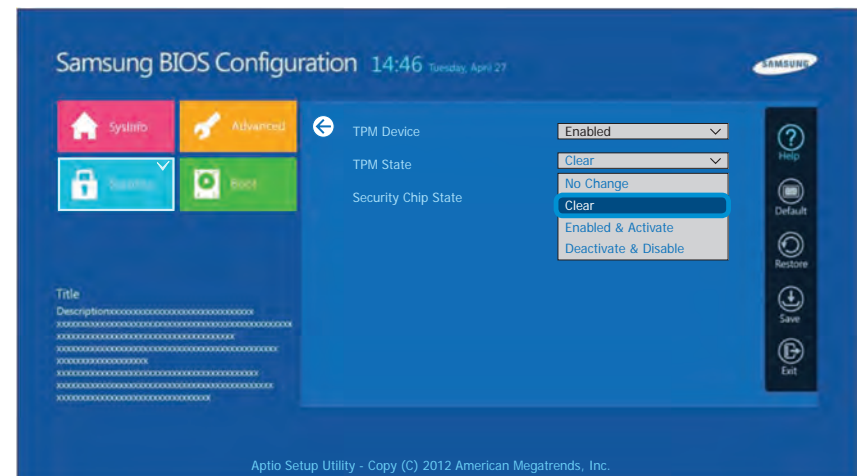 Samsung BIOS Configuration 14:46 Tuesday, April 27
SAMSUNG
SysInfo
Advanced
Security
Boot
TPM Device
Enabled
TPM State
Clear
No Change
Security Chip State
Clear
Enabled & Activate
Deactivate & Disable
Help
Default
Restore
Save
Exit
Title
Aptio Setup Utility - Copy (C) 2012 American Megatrends, Inc.